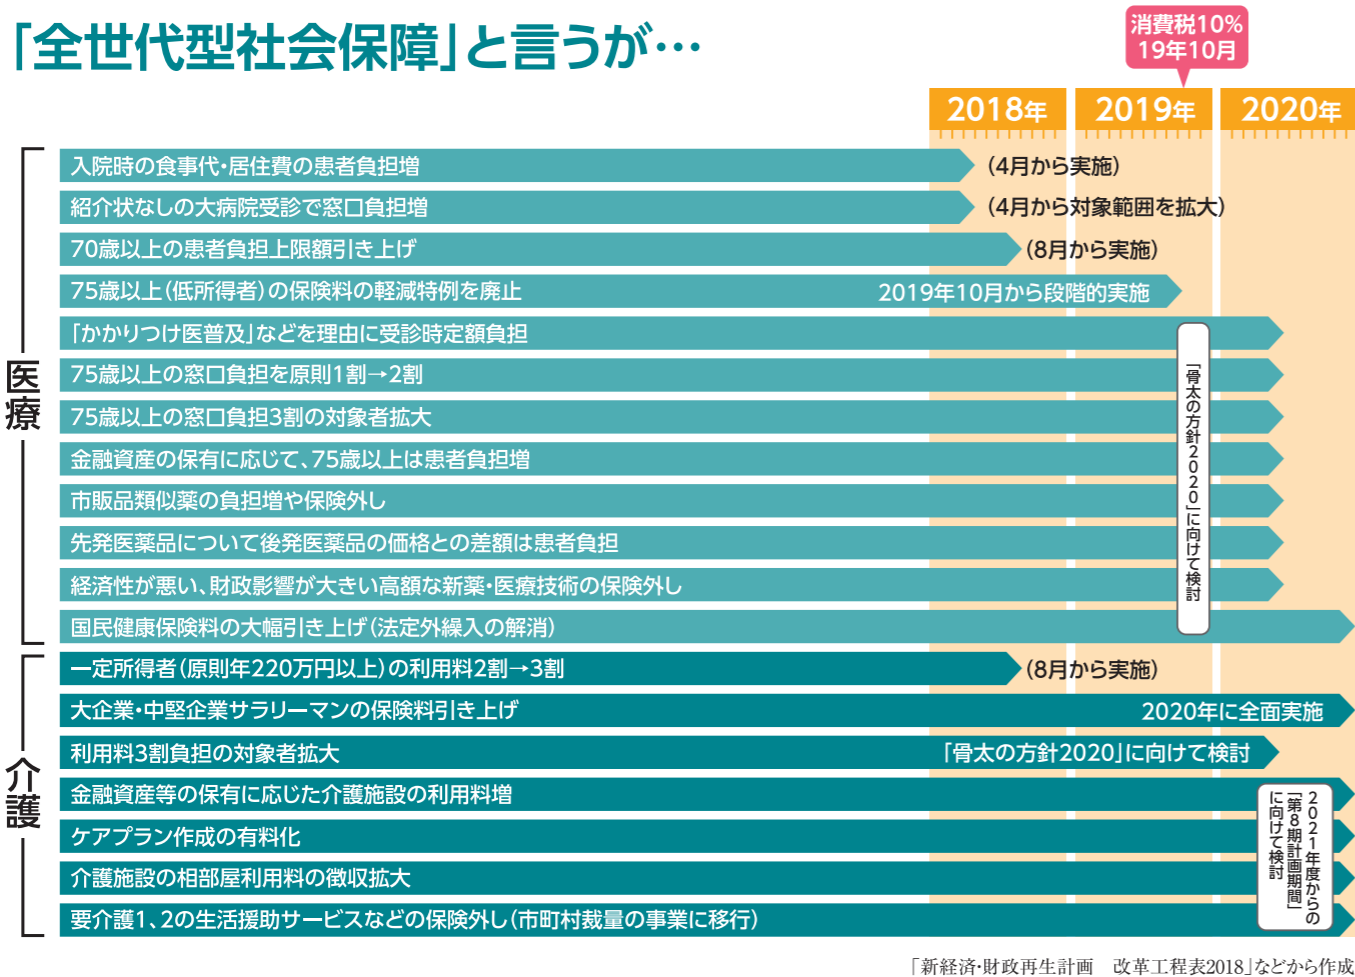 「全世代型社会保障」と言うが…
消費税10%
19年10月
2018年
2019年
2020年
医療
入院時の食事代・居住費の患者負担増
(4月から実施)
紹介状なしの大病院受診で窓口負担増
(4月から対象範囲を拡大)
70歳以上の患者負担上限額引き上げ
(8月から実施)
75歳以上(低所得者)の保険料の軽減特例を廃止
2019年10月から段階的実施
「かかりつけ医普及」などを理由に受診時定額負担
75歳以上の窓口負担を原則1割→2割
75歳以上の窓口負担3割の対象者拡大
金融資産の保有に応じて、75歳以上は患者負担増
市販品類似薬の負担増や保険外し
先発医薬品について後発医薬品の価格との差額は患者負担
経済性が悪い、財政影響が大きい高額な新薬・医療技術の保険外し
国民健康保険料の大幅引き上げ(法定外繰入の解消)
「骨太の方針2020」に向けて検討
介護
一定所得者(原則年220万円以上)の利用料2割→3割
(8月から実施)
大企業・中堅企業サラリーマンの保険料引き上げ
2020年に全面実施
利用料3割負担の対象者拡大
「骨太の方針2020」に向けて検討
金融資産等の保有に応じた介護施設の利用料増
ケアプラン作成の有料化
介護施設の相部屋利用料の徴収拡大
要介護1、2の生活援助サービスなどの保険外し(市町村裁量の事業に移行)
2021年度からの
「第8期計画期間」
に向けて検討
「新経済・財政再生計画　改革工程表2018」などから作成